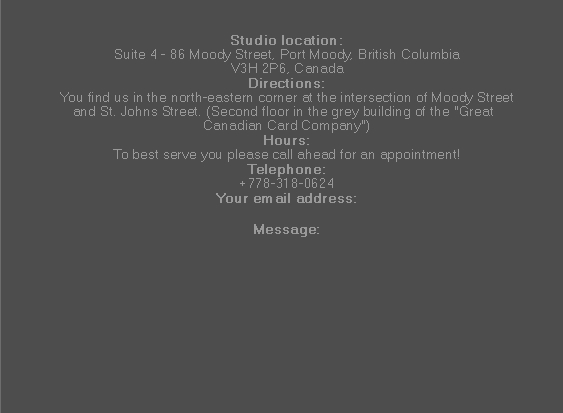 Studio location:
Suite 4 - 86 Moody Street, Port Moody, British Columbia
V3H 2P6, Canada
Directions:
You find us in the north-eastern corner at the intersection of Moody Street
and St. Johns Street. (Second floor in the grey building of the "Great
Canadian Card Company")
Hours:
To best serve you please call ahead for an appointment!
Telephone:
+778-318-0624
Your email address:
Message: